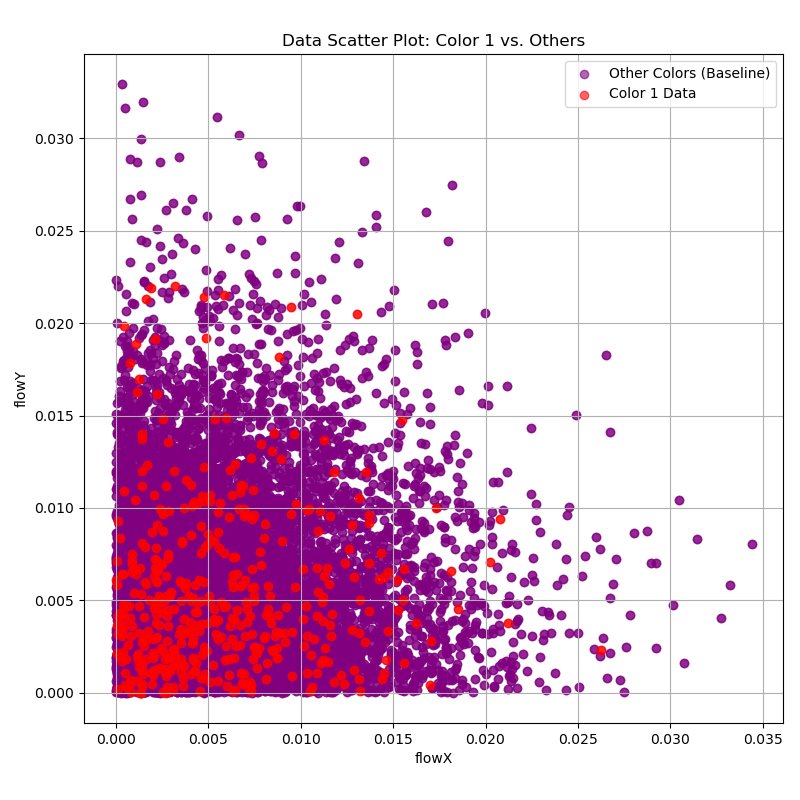 Data Scatter Plot: Color 1 vs. Others
Other Colors (Baseline)
Color 1 Data
0.030
0.025
0.020
0.015
0.010
0.005
0.000
flowY
0.000 0.005 0.010 0.015 0.020 0.025 0.030 0.035
flowX